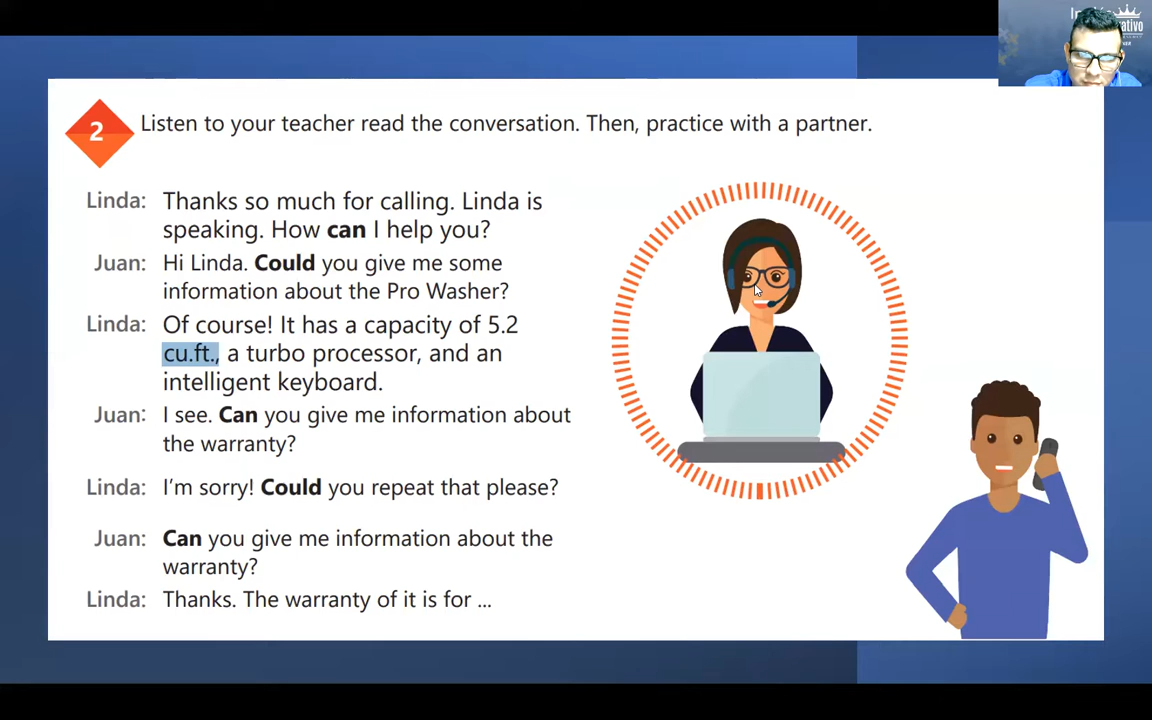 2 Listen to your teacher read the conversation. Then, practice with a partner.
Linda: Thanks so much for calling. Linda is
speaking. How can I help you?
Juan: Hi Linda. Could you give me some
information about the Pro Washer?
Linda: Of course! It has a capacity of 5.2
cu.ft., a turbo processor, and an
intelligent keyboard.
Juan: I see. Can you give me information about
the warranty?
Linda: I'm sorry! Could you repeat that please?
Juan: Can you give me information about the
warranty?
Linda: Thanks. The warranty of it is for ...